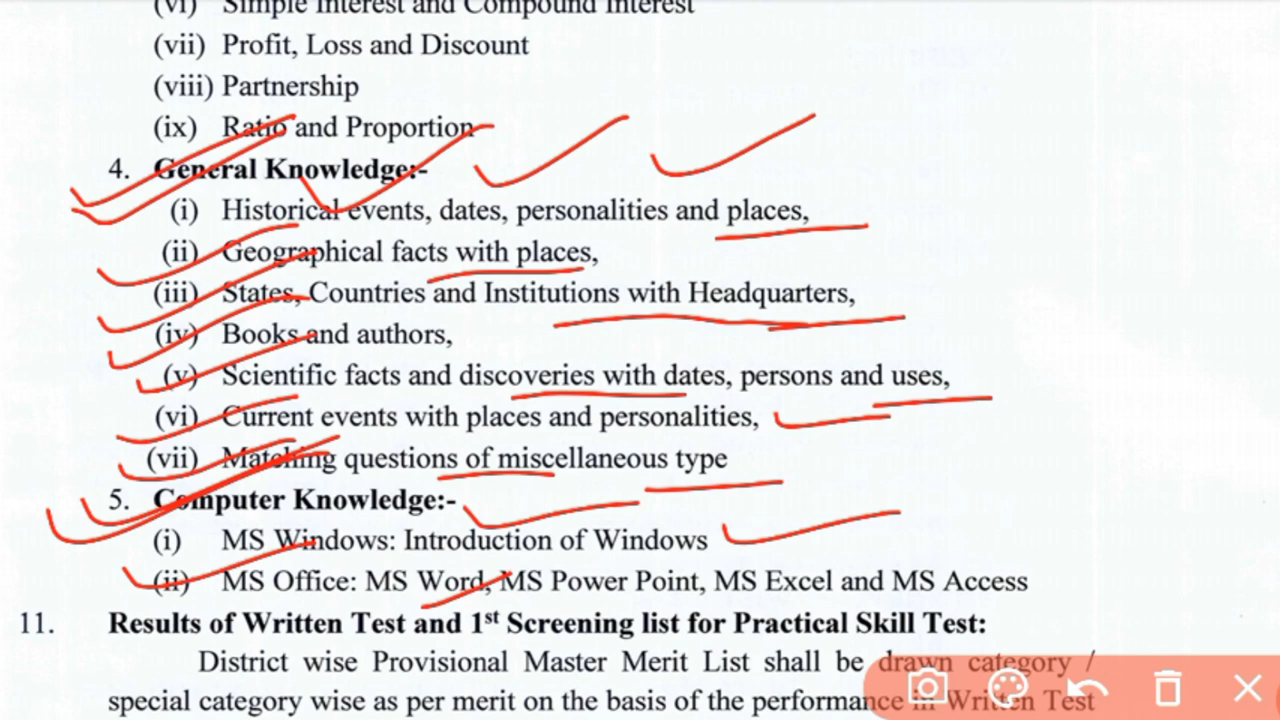 (vi) Simple Interest and Compound Interest
(vii) Profit, Loss and Discount
(viii) Partnership
(ix) Ratio and Proportion
4. General Knowledge:-
(i) Historical events, dates, personalities and places,
(ii) Geographical facts with places,
(iii) States, Countries and Institutions with Headquarters,
(iv) Books and authors,
(v) Scientific facts and discoveries with dates, persons and uses,
(vi) Current events with places and personalities,
(vii) Matching questions of miscellaneous type
5. Computer Knowledge:-
(i) MS Windows: Introduction of Windows
(ii) MS Office: MS Word, MS Power Point, MS Excel and MS Access
11. Results of Written Test and 1st Screening list for Practical Skill Test:
District wise Provisional Master Merit List shall be drawn category /
special category wise as per merit on the basis of the performance in Written Test